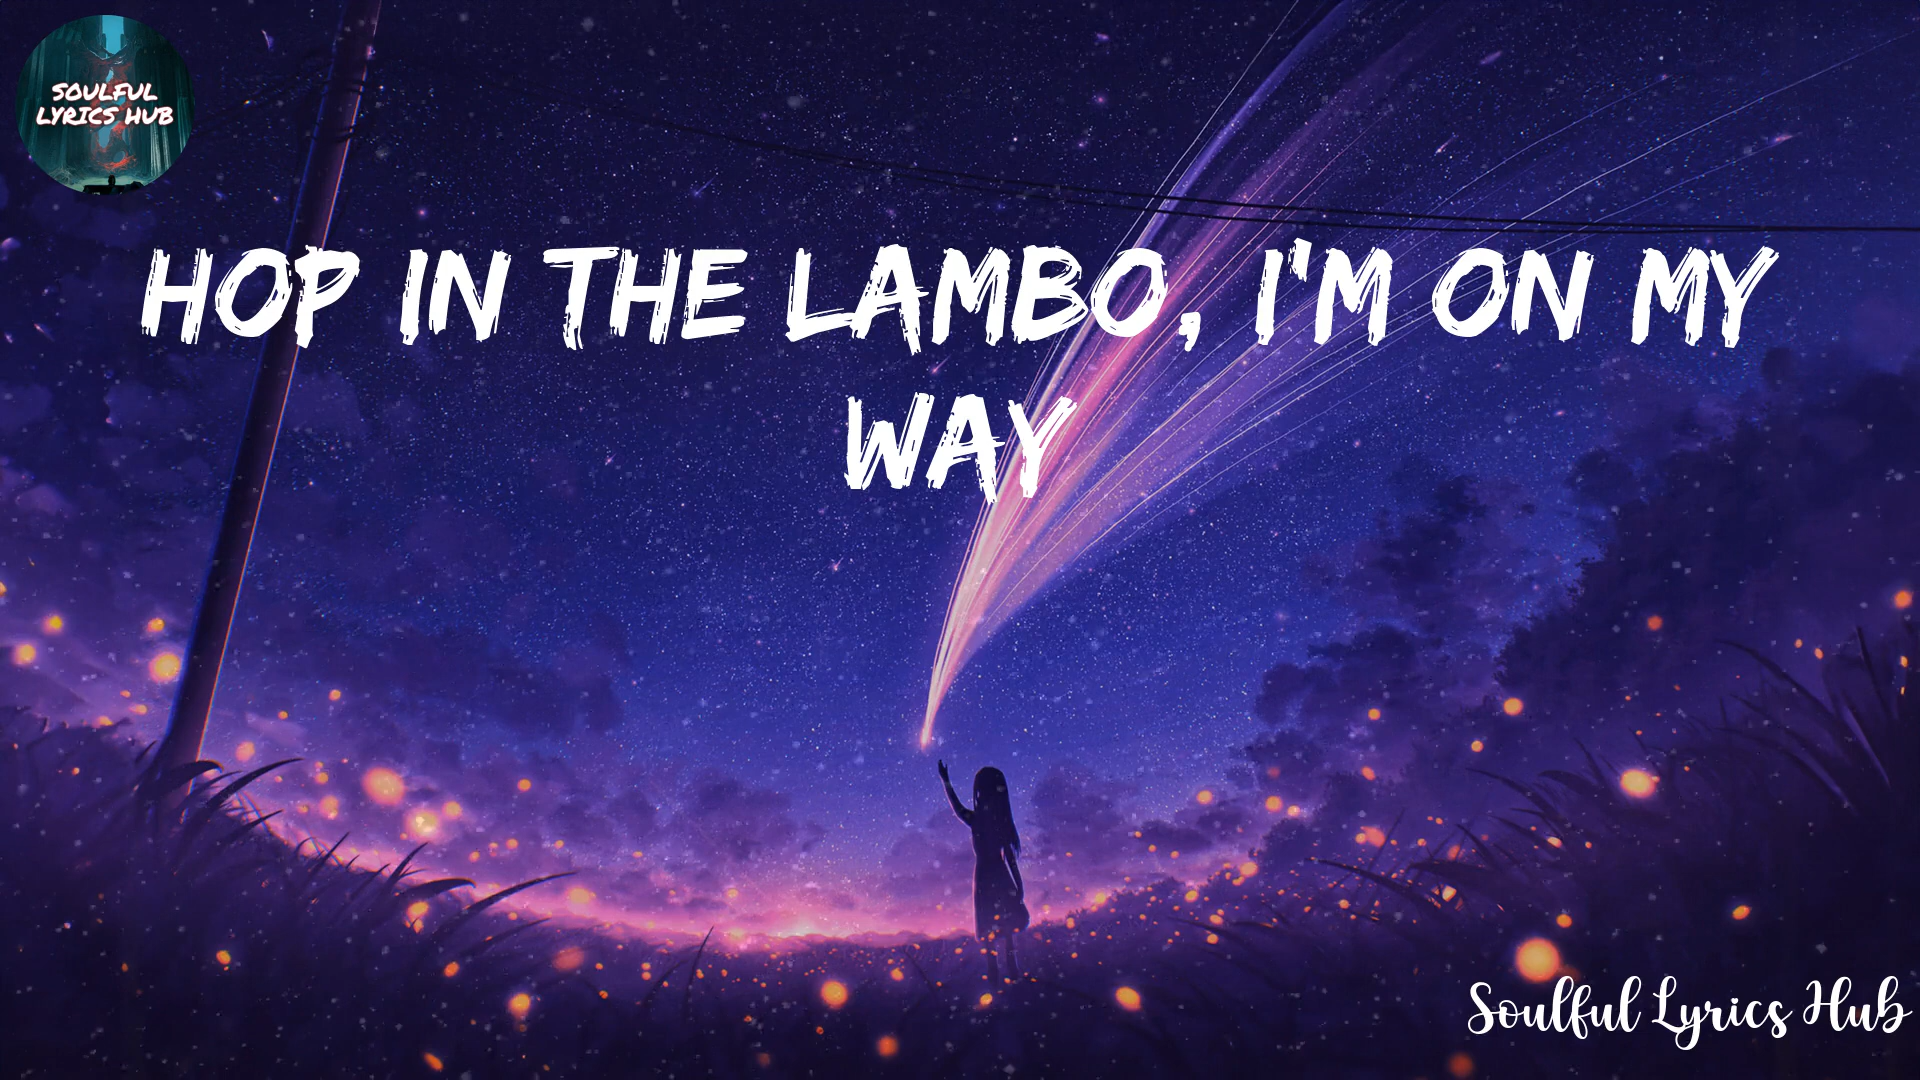 SOULFUL
LYRICS HUB
HOP IN THE LAMBO, I'M ON MY
WAY
Soulful Lyrics Hub